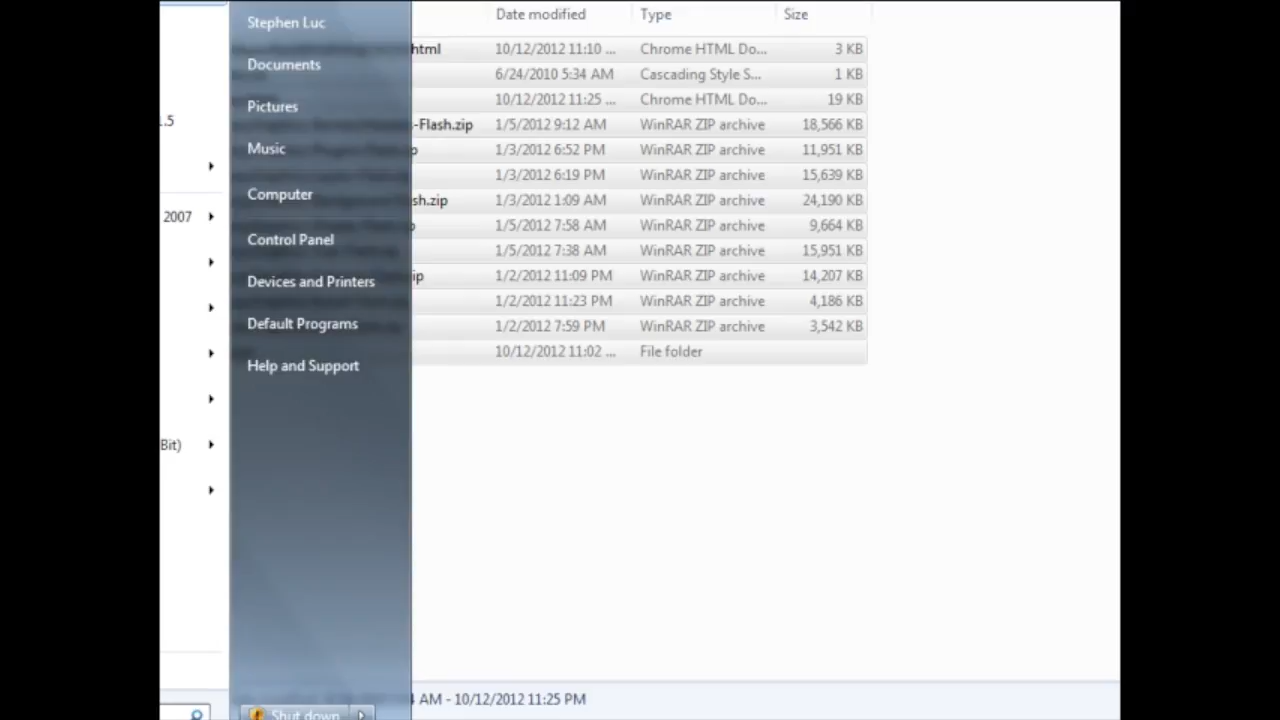 Date modified Type Size
Stephen Luc
html 10/12/2012 11:10 ... Chrome HTML Do... 3 KB
Documents 6/24/2010 5:34 AM Cascading Style S... 1 KB
Pictures 10/12/2012 11:25 ... Chrome HTML Do... 19 KB
.5 -Flash.zip 1/5/2012 9:12 AM WinRAR ZIP archive 18,566 KB
Music p 1/3/2012 6:52 PM WinRAR ZIP archive 11,951 KB
1/3/2012 6:19 PM WinRAR ZIP archive 15,639 KB
Computer sh.zip 1/3/2012 1:09 AM WinRAR ZIP archive 24,190 KB
2007 p 1/5/2012 7:58 AM WinRAR ZIP archive 9,664 KB
Control Panel 1/5/2012 7:38 AM WinRAR ZIP archive 15,951 KB
Devices and Printers ip 1/2/2012 11:09 PM WinRAR ZIP archive 14,207 KB
1/2/2012 11:23 PM WinRAR ZIP archive 4,186 KB
Default Programs 1/2/2012 7:59 PM WinRAR ZIP archive 3,542 KB
10/12/2012 11:02 ... File folder
Help and Support
Bit)
AM - 10/12/2012 11:25 PM
Shut down